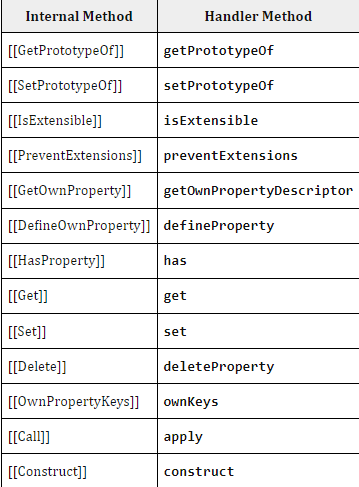 Internal Method Handler Method
[[GetPrototypeOf]] getPrototypeOf
[[SetPrototypeOf]] setPrototypeOf
[[IsExtensible]] isExtensible
[[PreventExtensions]] preventExtensions
[[GetOwnProperty]] getOwnPropertyDescriptor
[[DefineOwnProperty]] defineProperty
[[HasProperty]] has
[[Get]] get
[[Set]] set
[[Delete]] deleteProperty
[[OwnPropertyKeys]] ownKeys
[[Call]] apply
[[Construct]] construct